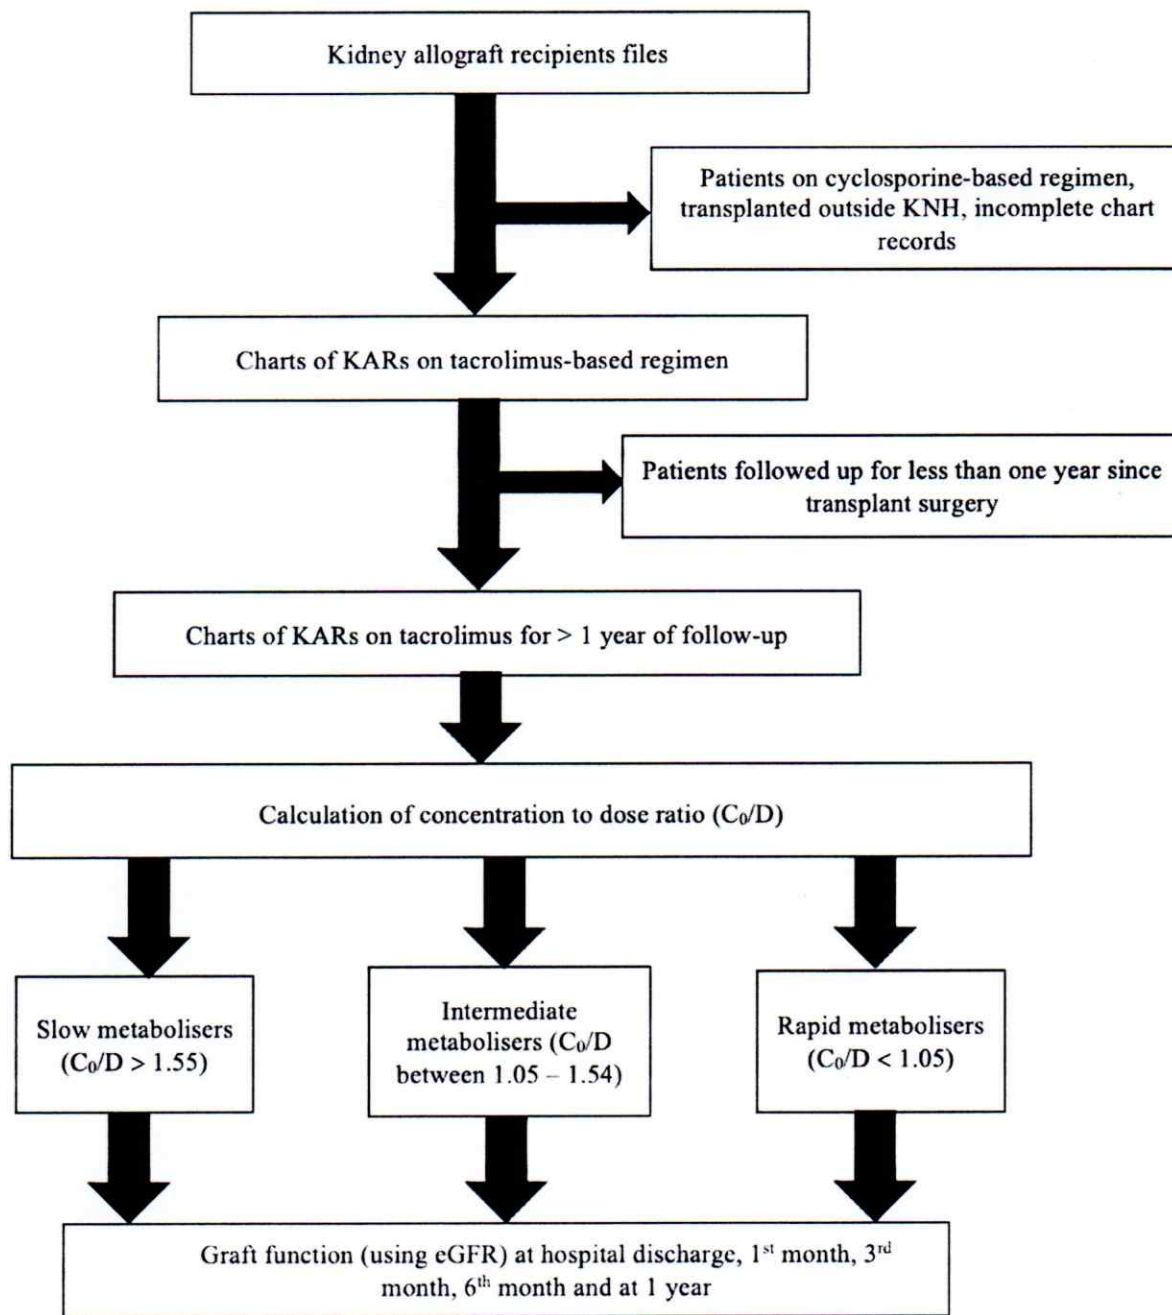 Kidney allograft recipients files
Patients on cyclosporine-based regimen,
transplanted outside KNH, incomplete chart
records
Charts of KARs on tacrolimus-based regimen
Patients followed up for less than one year since
transplant surgery
Charts of KARs on tacrolimus for > 1 year of follow-up
Calculation of concentration to dose ratio (C₀/D)
Slow metabolisers
(C₀/D > 1.55)
Intermediate
metabolisers (C₀/D
between 1.05 – 1.54)
Rapid metabolisers
(C₀/D < 1.05)
Graft function (using eGFR) at hospital discharge, 1st month, 3rd
month, 6th month and at 1 year